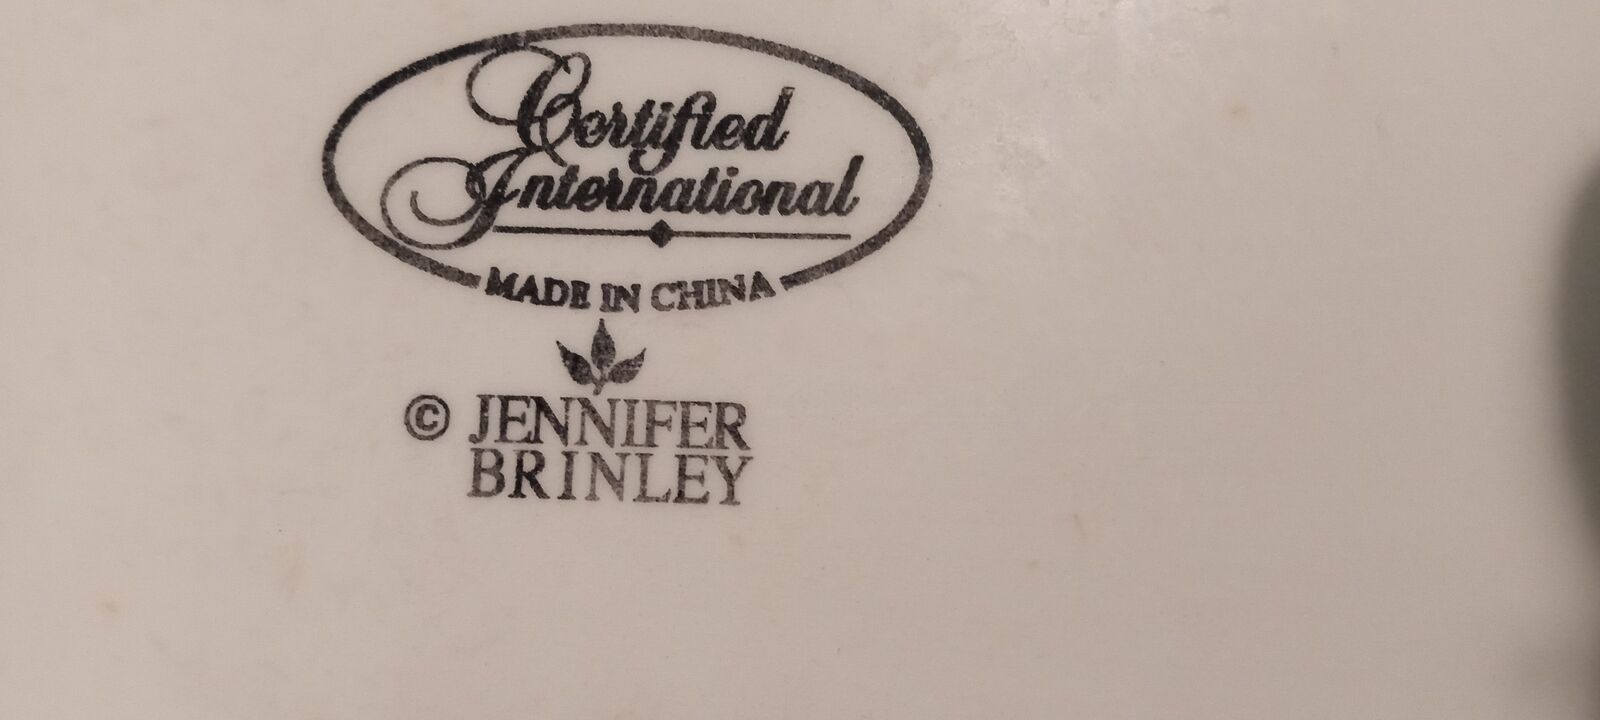 Certified
International
MADE IN CHINA
© JENNIFER
BRINLEY